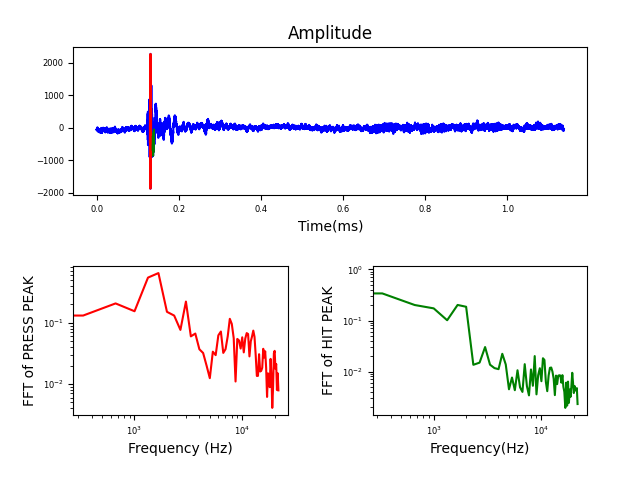 Amplitude
2000
1000
0
−1000
−2000
0.0 0.2 0.4 0.6 0.8 1.0
Time(ms)
FFT of PRESS PEAK
10⁻¹
10⁻²
10³ 10⁴
Frequency (Hz)
FFT of HIT PEAK
10⁰
10⁻¹
10⁻²
10³ 10⁴
Frequency(Hz)